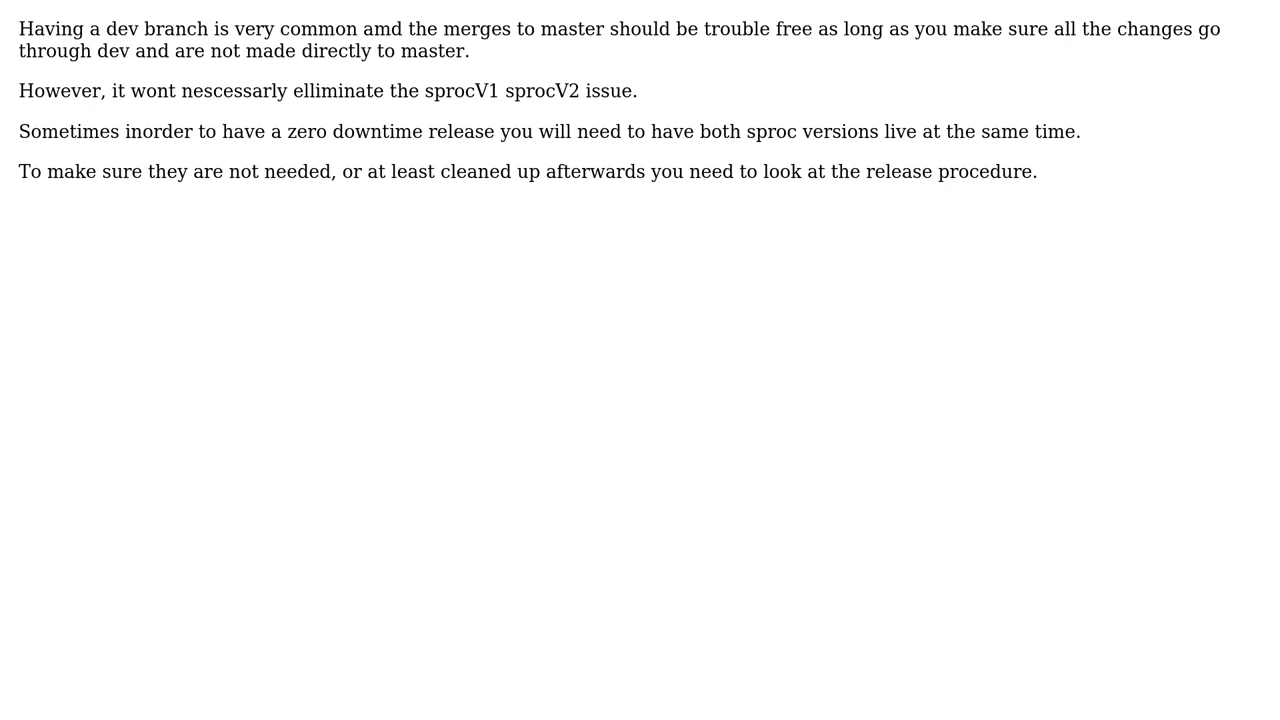 Having a dev branch is very common amd the merges to master should be trouble free as long as you make sure all the changes go
through dev and are not made directly to master.
However, it wont nescessarly elliminate the sprocV1 sprocV2 issue.
Sometimes inorder to have a zero downtime release you will need to have both sproc versions live at the same time.
To make sure they are not needed, or at least cleaned up afterwards you need to look at the release procedure.